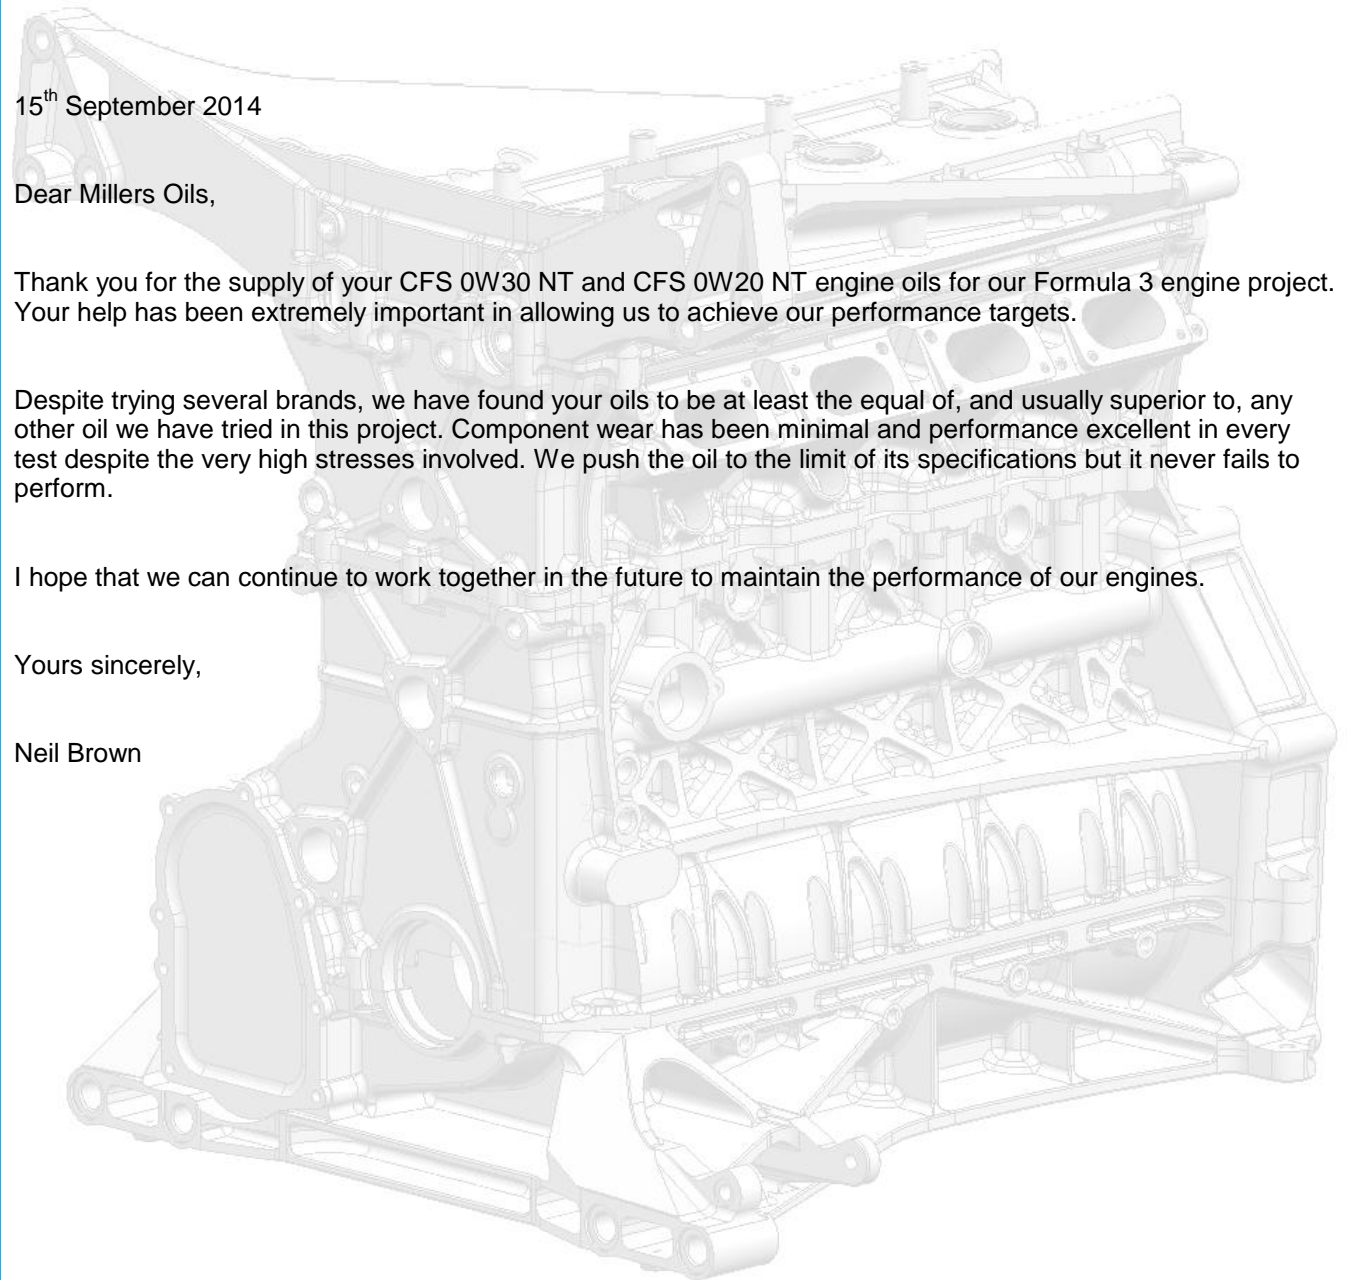 15th September 2014
Dear Millers Oils,
Thank you for the supply of your CFS 0W30 NT and CFS 0W20 NT engine oils for our Formula 3 engine project.
Your help has been extremely important in allowing us to achieve our performance targets.
Despite trying several brands, we have found your oils to be at least the equal of, and usually superior to, any
other oil we have tried in this project. Component wear has been minimal and performance excellent in every
test despite the very high stresses involved. We push the oil to the limit of its specifications but it never fails to
perform.
I hope that we can continue to work together in the future to maintain the performance of our engines.
Yours sincerely,
Neil Brown